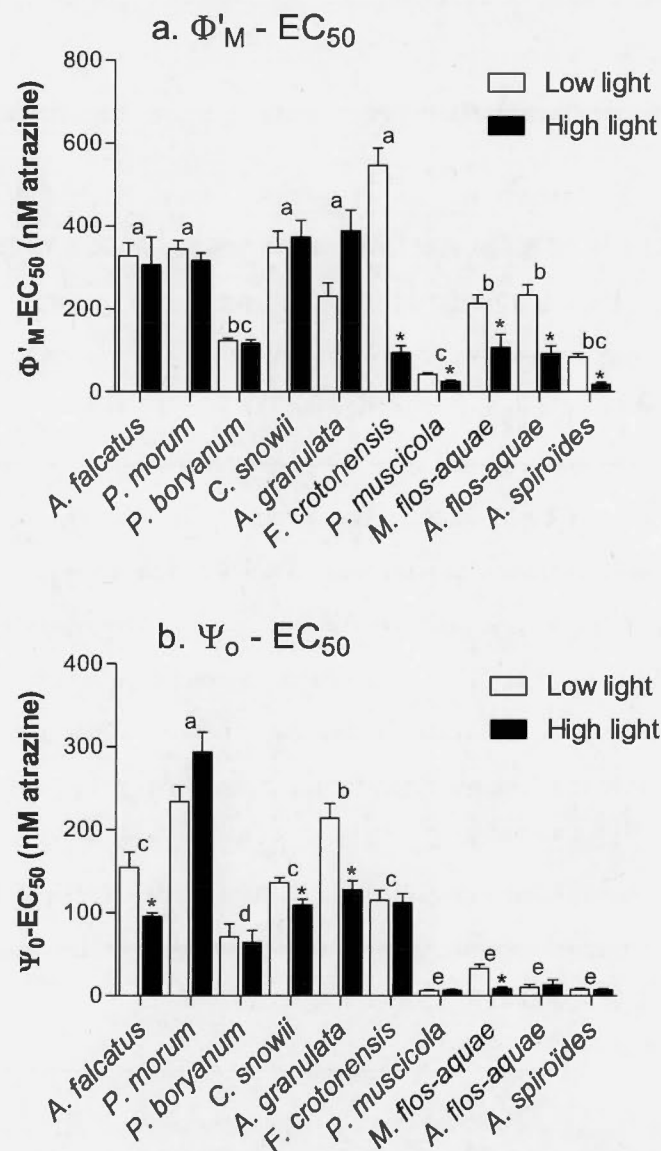 a. Φ'M - EC50
800
600
400
200
0
Φ'M-EC50 (nM atrazine)
Low light
High light
a
a
bc
a
a
a
*
c
*
b
*
b
*
bc
*
A. falcatus
P. morum
P. boryanum
C. snowii
A. granulata
F. crotonensis
P. muscicola
M. flos-aquae
A. flos-aquae
A. spiroïdes
b. Ψo - EC50
400
300
200
100
0
Ψ0-EC50 (nM atrazine)
Low light
High light
c
*
a
d
c
*
b
*
c
e
e
*
e
e
A. falcatus
P. morum
P. boryanum
C. snowii
A. granulata
F. crotonensis
P. muscicola
M. flos-aquae
A. flos-aquae
A. spiroïdes